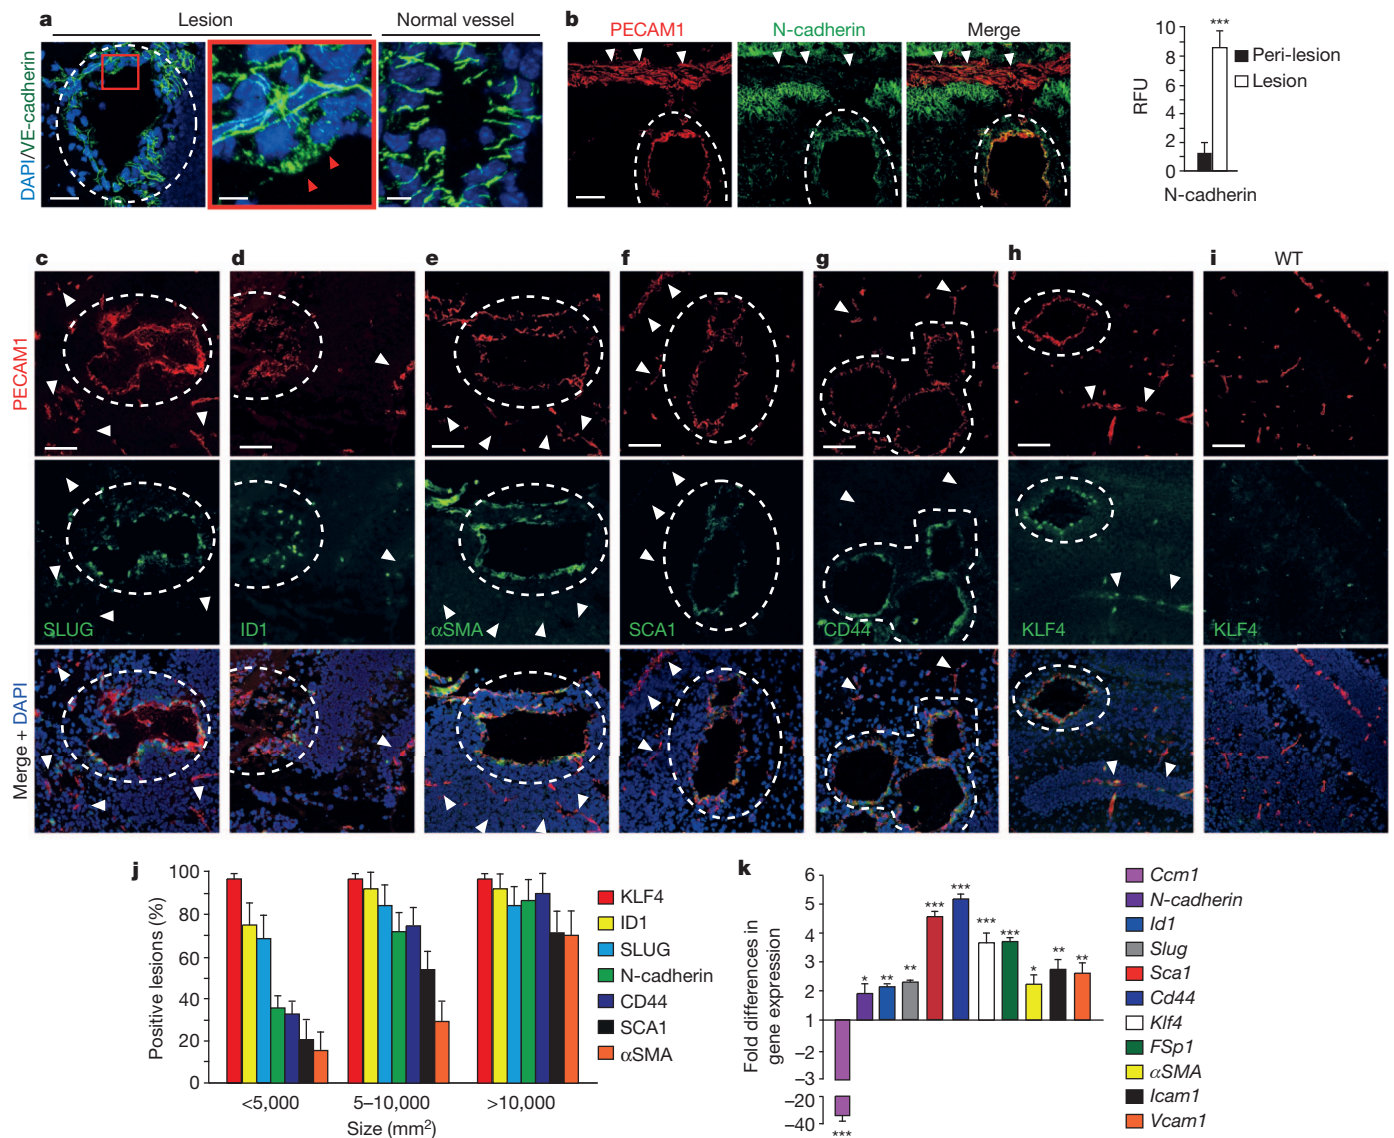 a
Lesion
Normal vessel
DAPI/VE-cadherin
b
PECAM1
N-cadherin
Merge
RFU
10
8
6
4
2
0
***
Peri-lesion
Lesion
N-cadherin
c
d
e
f
g
h
i
WT
PECAM1
SLUG
ID1
αSMA
SCA1
CD44
KLF4
KLF4
Merge + DAPI
j
Positive lesions (%)
100
80
60
40
20
0
<5,000
5–10,000
>10,000
Size (mm²)
KLF4
ID1
SLUG
N-cadherin
CD44
SCA1
αSMA
k
Fold differences in
gene expression
6
5
4
3
2
1
–2
–3
–20
–40
***
*
**
**
***
***
***
***
*
**
**
Ccm1
N-cadherin
Id1
Slug
Sca1
Cd44
Klf4
FSp1
αSMA
Icam1
Vcam1